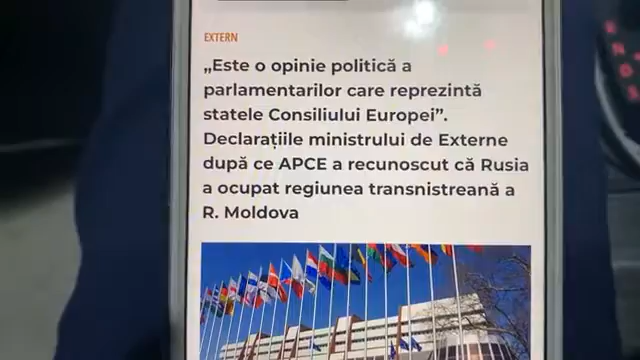 EXTERN
„Este o opinie politică a
parlamentarilor care reprezintă
statele Consiliului Europei”.
Declarațiile ministrului de Externe
după ce APCE a recunoscut că Rusia
a ocupat regiunea transnistreană a
R. Moldova